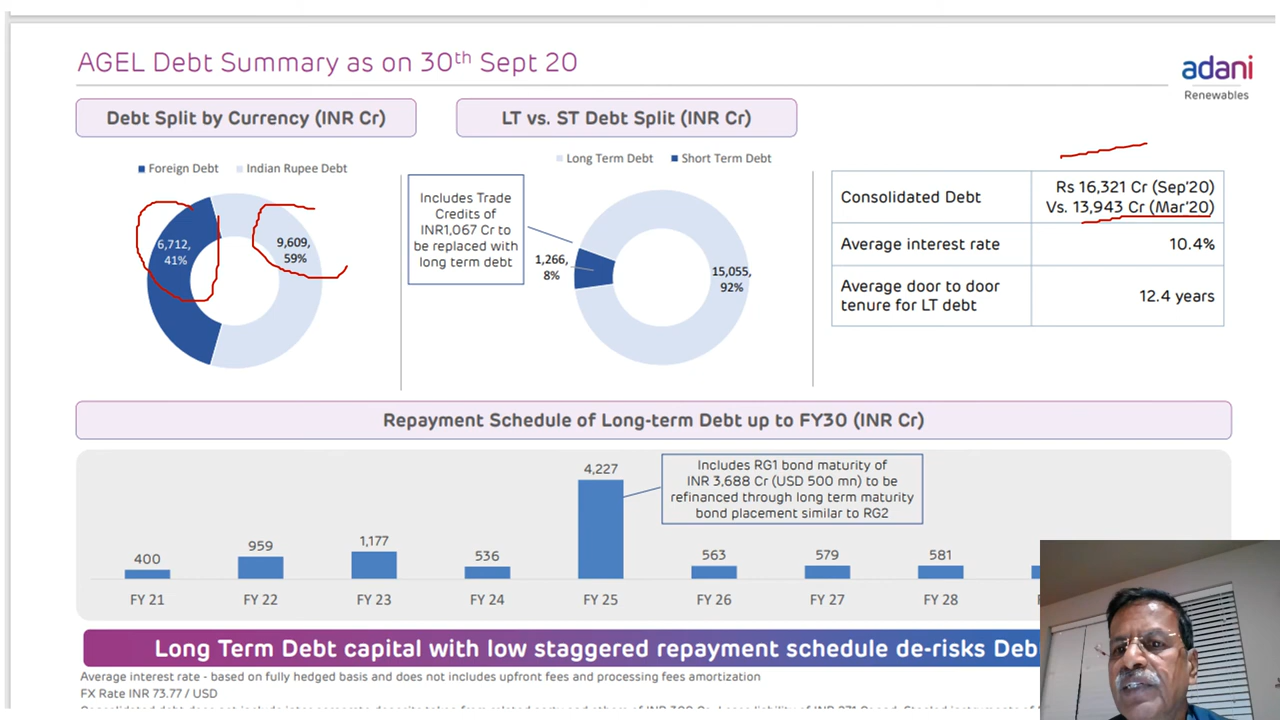 AGEL Debt Summary as on 30th Sept 20
adani
Renewables
Debt Split by Currency (INR Cr)
LT vs. ST Debt Split (INR Cr)
Foreign Debt
Indian Rupee Debt
6,712,
41%
9,609,
59%
Long Term Debt
Short Term Debt
Includes Trade
Credits of
INR1,067 Cr to
be replaced with
long term debt
1,266,
8%
15,055,
92%
Consolidated Debt
Rs 16,321 Cr (Sep'20)
Vs. 13,943 Cr (Mar'20)
Average interest rate
10.4%
Average door to door
tenure for LT debt
12.4 years
Repayment Schedule of Long-term Debt up to FY30 (INR Cr)
Includes RG1 bond maturity of
INR 3,688 Cr (USD 500 mn) to be
refinanced through long term maturity
bond placement similar to RG2
400
959
1,177
536
4,227
563
579
581
FY 21
FY 22
FY 23
FY 24
FY 25
FY 26
FY 27
FY 28
Long Term Debt capital with low staggered repayment schedule de-risks
Average interest rate - based on fully hedged basis and does not includes upfront fees and processing fees amortization
FX Rate INR 73.77 / USD